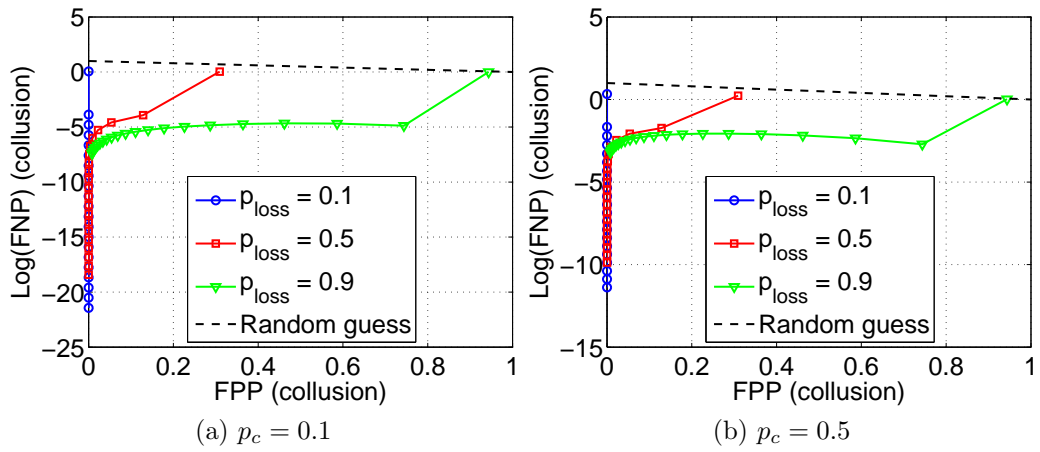 5
0
−5
−10
−15
−20
−25
0
0.2
0.4
0.6
0.8
1
Log(FNP) (collusion)
FPP (collusion)
p_loss = 0.1
p_loss = 0.5
p_loss = 0.9
Random guess
(a) p_c = 0.1
5
0
−5
−10
−15
0
0.2
0.4
0.6
0.8
1
Log(FNP) (collusion)
FPP (collusion)
p_loss = 0.1
p_loss = 0.5
p_loss = 0.9
Random guess
(b) p_c = 0.5